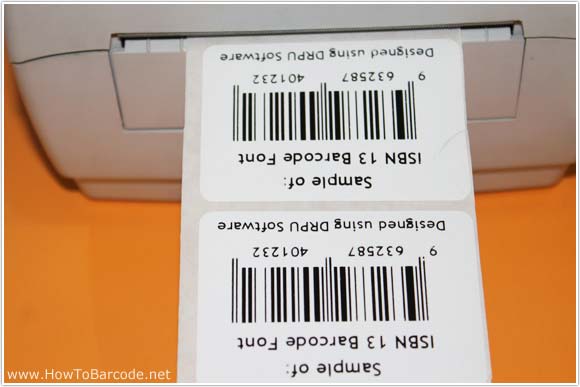 Sample of:
ISBN 13 Barcode Font
9 632587 401232
Designed using DRPU Software
Sample of:
ISBN 13 Barcode Font
9 632587 401232
Designed using DRPU Software
www.HowToBarcode.net